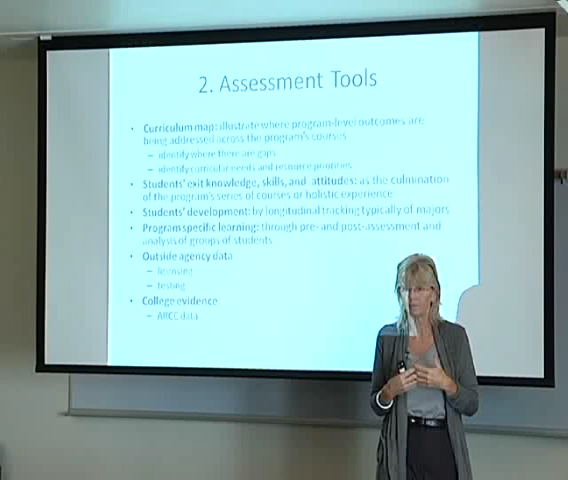 2. Assessment Tools
• Curriculum map: illustrate where program-level outcomes are
being addressed across the program's courses
– identify where there are gaps
– identify curricular needs and resource priorities
• Students' exit knowledge, skills, and attitudes: as the culmination
of the program's series of courses or holistic experience
• Students' development: by longitudinal tracking typically of majors
• Program specific learning: through pre- and post-assessment and
analysis of groups of students
• Outside agency data
– licensing
– testing
• College evidence
– ARCC data